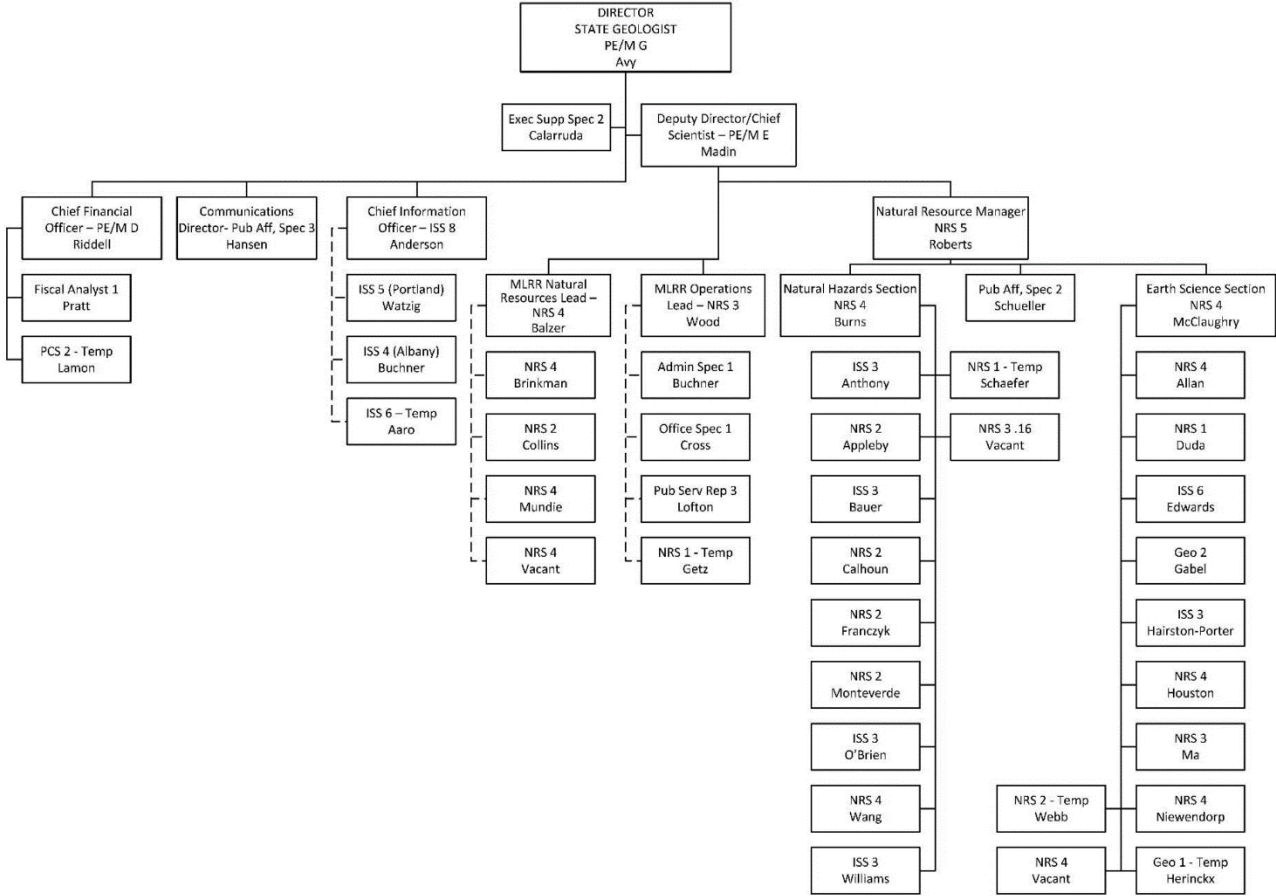 DIRECTOR
STATE GEOLOGIST
PE/M G
Avy
Exec Supp Spec 2
Calarruda
Deputy Director/Chief
Scientist – PE/M E
Madin
Chief Financial
Officer – PE/M D
Riddell
Fiscal Analyst 1
Pratt
PCS 2 - Temp
Lamon
Communications
Director- Pub Aff, Spec 3
Hansen
Chief Information
Officer – ISS 8
Anderson
ISS 5 (Portland)
Watzig
ISS 4 (Albany)
Buchner
ISS 6 – Temp
Aaro
MLRR Natural
Resources Lead –
NRS 4
Balzer
NRS 4
Brinkman
NRS 2
Collins
NRS 4
Mundie
NRS 4
Vacant
MLRR Operations
Lead – NRS 3
Wood
Admin Spec 1
Buchner
Office Spec 1
Cross
Pub Serv Rep 3
Lofton
NRS 1 - Temp
Getz
Natural Resource Manager
NRS 5
Roberts
Natural Hazards Section
NRS 4
Burns
ISS 3
Anthony
NRS 2
Appleby
ISS 3
Bauer
NRS 2
Calhoun
NRS 2
Franczyk
NRS 2
Monteverde
ISS 3
O’Brien
NRS 4
Wang
ISS 3
Williams
NRS 1 - Temp
Schaefer
NRS 3 .16
Vacant
Pub Aff, Spec 2
Schueller
Earth Science Section
NRS 4
McClaughry
NRS 4
Allan
NRS 1
Duda
ISS 6
Edwards
Geo 2
Gabel
ISS 3
Hairston-Porter
NRS 4
Houston
NRS 3
Ma
NRS 4
Niewendorp
Geo 1 - Temp
Herinckx
NRS 2 - Temp
Webb
NRS 4
Vacant